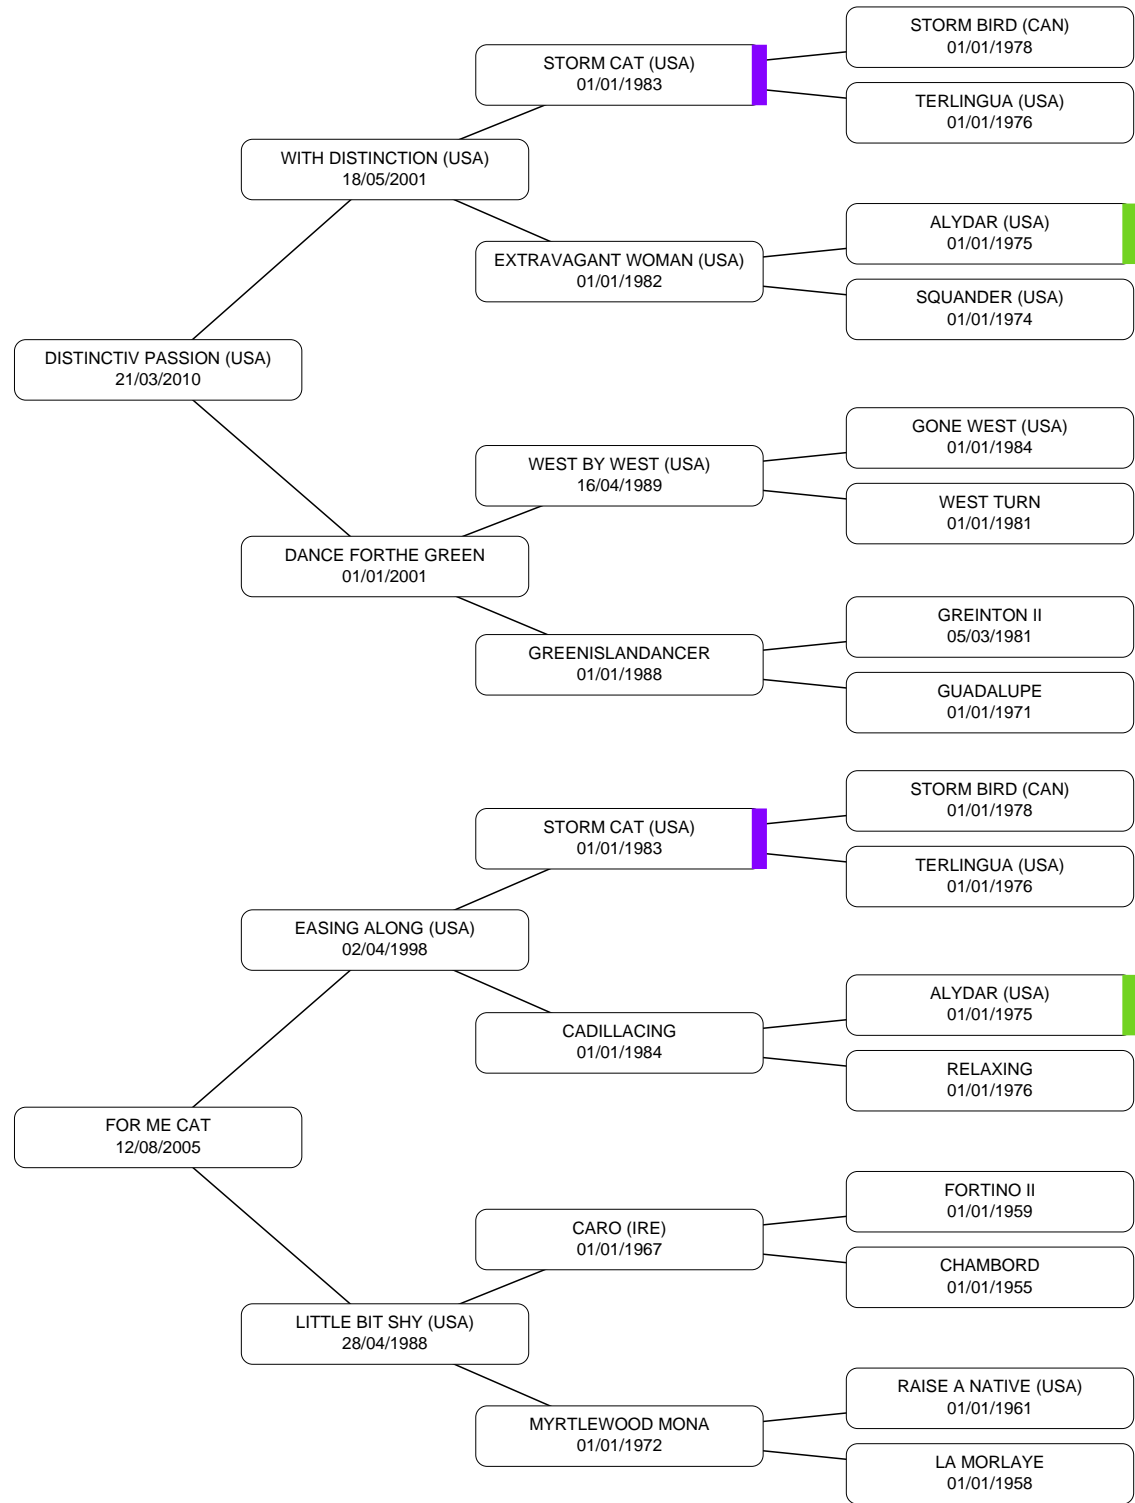 STORM BIRD (CAN)
01/01/1978
STORM CAT (USA)
01/01/1983
TERLINGUA (USA)
01/01/1976
WITH DISTINCTION (USA)
18/05/2001
ALYDAR (USA)
01/01/1975
EXTRAVAGANT WOMAN (USA)
01/01/1982
SQUANDER (USA)
01/01/1974
DISTINCTIV PASSION (USA)
21/03/2010
GONE WEST (USA)
01/01/1984
WEST BY WEST (USA)
16/04/1989
WEST TURN
01/01/1981
DANCE FORTHE GREEN
01/01/2001
GREINTON II
05/03/1981
GREENISLANDANCER
01/01/1988
GUADALUPE
01/01/1971
STORM BIRD (CAN)
01/01/1978
STORM CAT (USA)
01/01/1983
TERLINGUA (USA)
01/01/1976
EASING ALONG (USA)
02/04/1998
ALYDAR (USA)
01/01/1975
CADILLACING
01/01/1984
RELAXING
01/01/1976
FOR ME CAT
12/08/2005
FORTINO II
01/01/1959
CARO (IRE)
01/01/1967
CHAMBORD
01/01/1955
LITTLE BIT SHY (USA)
28/04/1988
RAISE A NATIVE (USA)
01/01/1961
MYRTLEWOOD MONA
01/01/1972
LA MORLAYE
01/01/1958